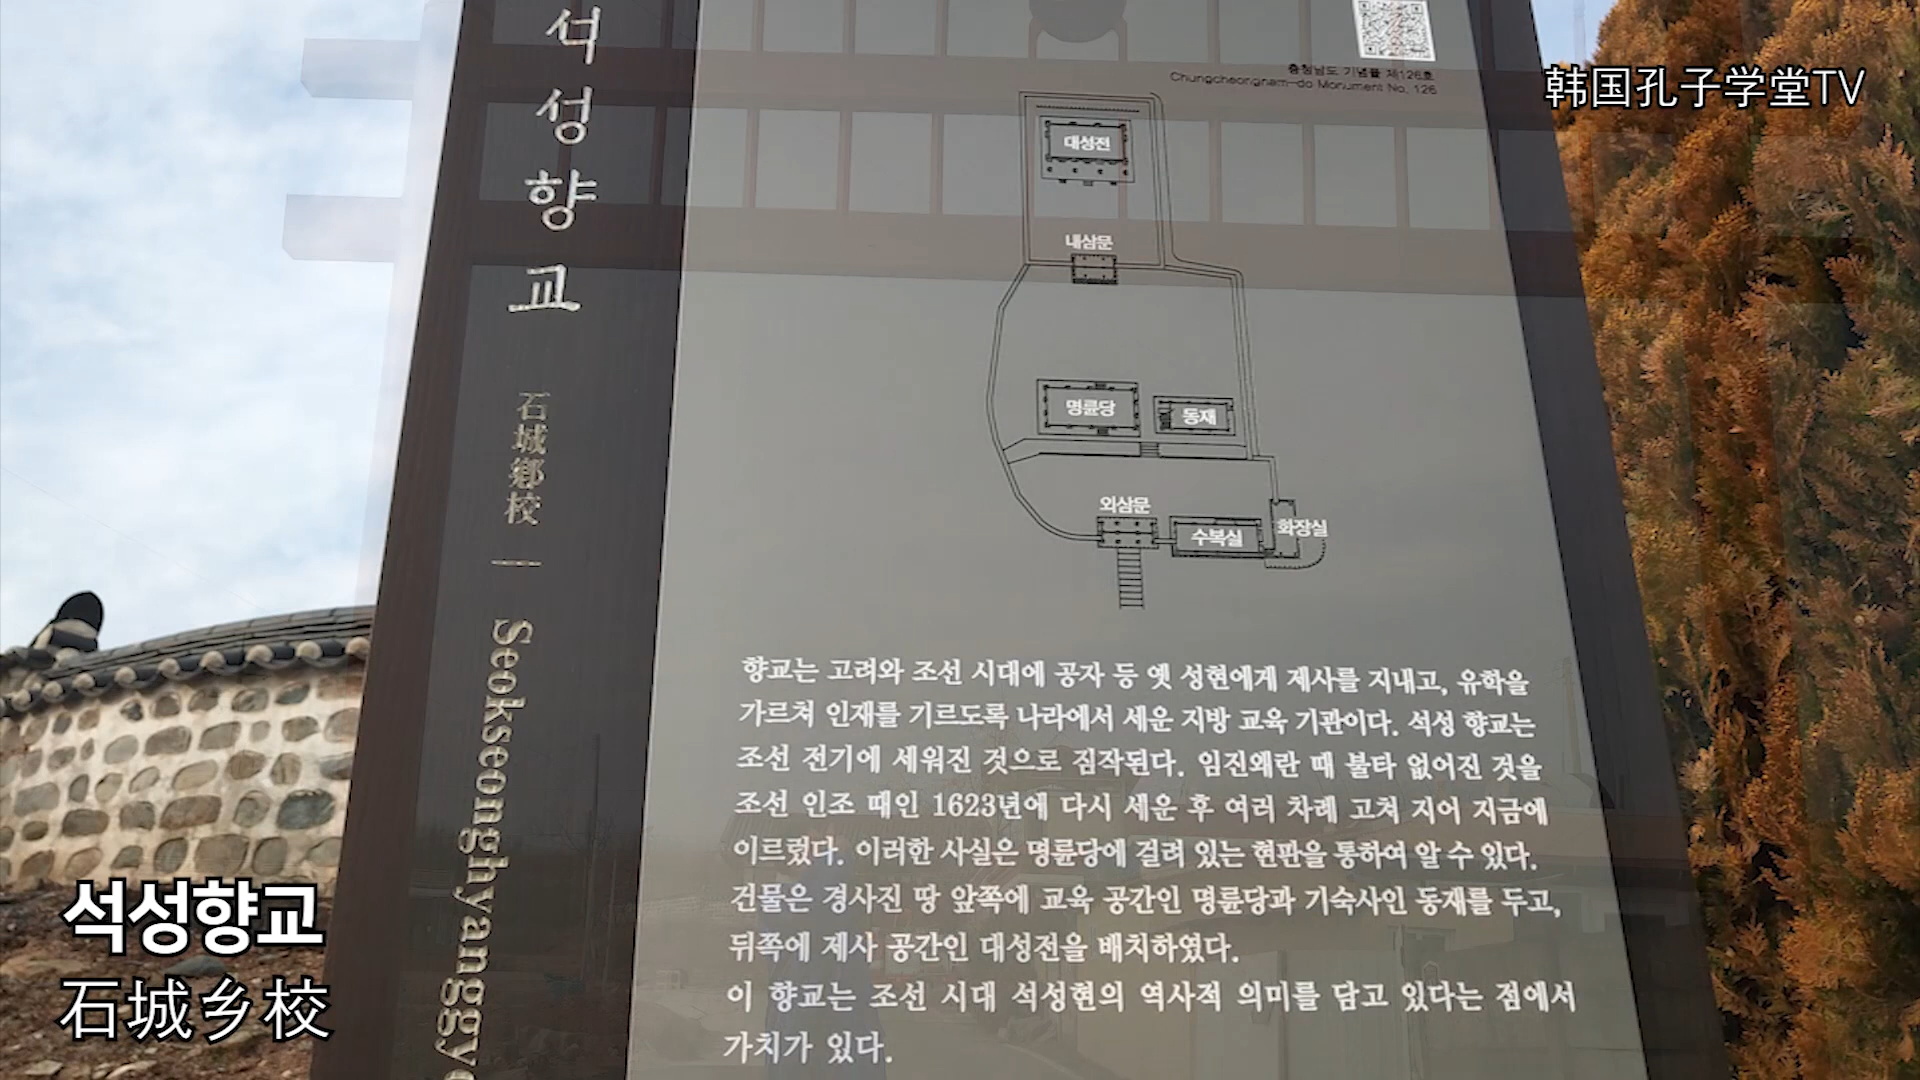 석성향교
石城鄕校
충청남도 기념물 제126호
Chungcheongnam-do Monument No. 126
韩国孔子学堂TV
대성전
내삼문
명륜당
동재
외삼문
수복실
화장실
향교는 고려와 조선 시대에 공자 등 옛 성현에게 제사를 지내고, 유학을
가르쳐 인재를 기르도록 나라에서 세운 지방 교육 기관이다. 석성 향교는
조선 전기에 세워진 것으로 짐작된다. 임진왜란 때 불타 없어진 것을
조선 인조 때인 1623년에 다시 세운 후 여러 차례 고쳐 지어 지금에
이르렀다. 이러한 사실은 명륜당에 걸려 있는 현판을 통하여 알 수 있다.
건물은 경사진 땅 앞쪽에 교육 공간인 명륜당과 기숙사인 동재를 두고,
뒤쪽에 제사 공간인 대성전을 배치하였다.
이 향교는 조선 시대 석성현의 역사적 의미를 담고 있다는 점에서
가치가 있다.
석성향교
石城乡校